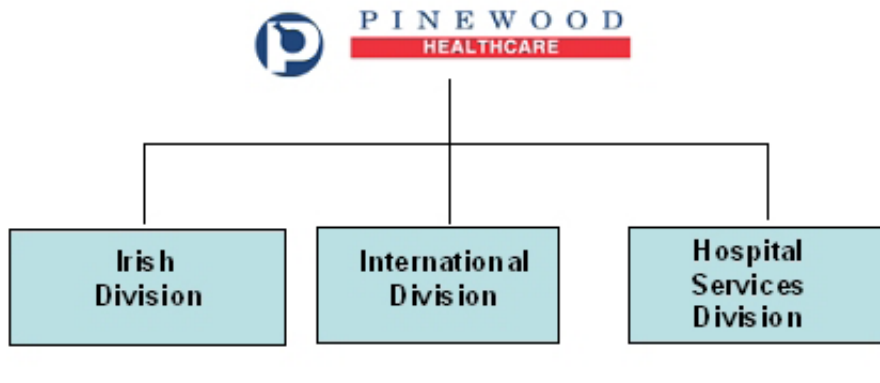 PINEWOOD
HEALTHCARE
Irish
Division
International
Division
Hospital
Services
Division